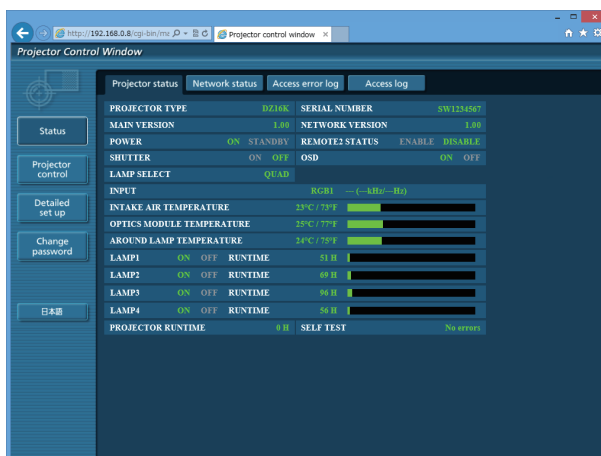 http://192.168.0.8/cgi-bin/ma
Projector control window
Projector Control Window
Projector status
Network status
Access error log
Access log
Status
Projector control
Detailed set up
Change password
日本語
PROJECTOR TYPE DZ16K SERIAL NUMBER SW1234567
MAIN VERSION 1.00 NETWORK VERSION 1.00
POWER ON STANDBY REMOTE2 STATUS ENABLE DISABLE
SHUTTER ON OFF OSD ON OFF
LAMP SELECT QUAD
INPUT RGB1 --- (---kHz/---Hz)
INTAKE AIR TEMPERATURE 23°C / 73°F
OPTICS MODULE TEMPERATURE 25°C / 77°F
AROUND LAMP TEMPERATURE 24°C / 75°F
LAMP1 ON OFF RUNTIME 51 H
LAMP2 ON OFF RUNTIME 69 H
LAMP3 ON OFF RUNTIME 96 H
LAMP4 ON OFF RUNTIME 56 H
PROJECTOR RUNTIME 0 H SELF TEST No errors